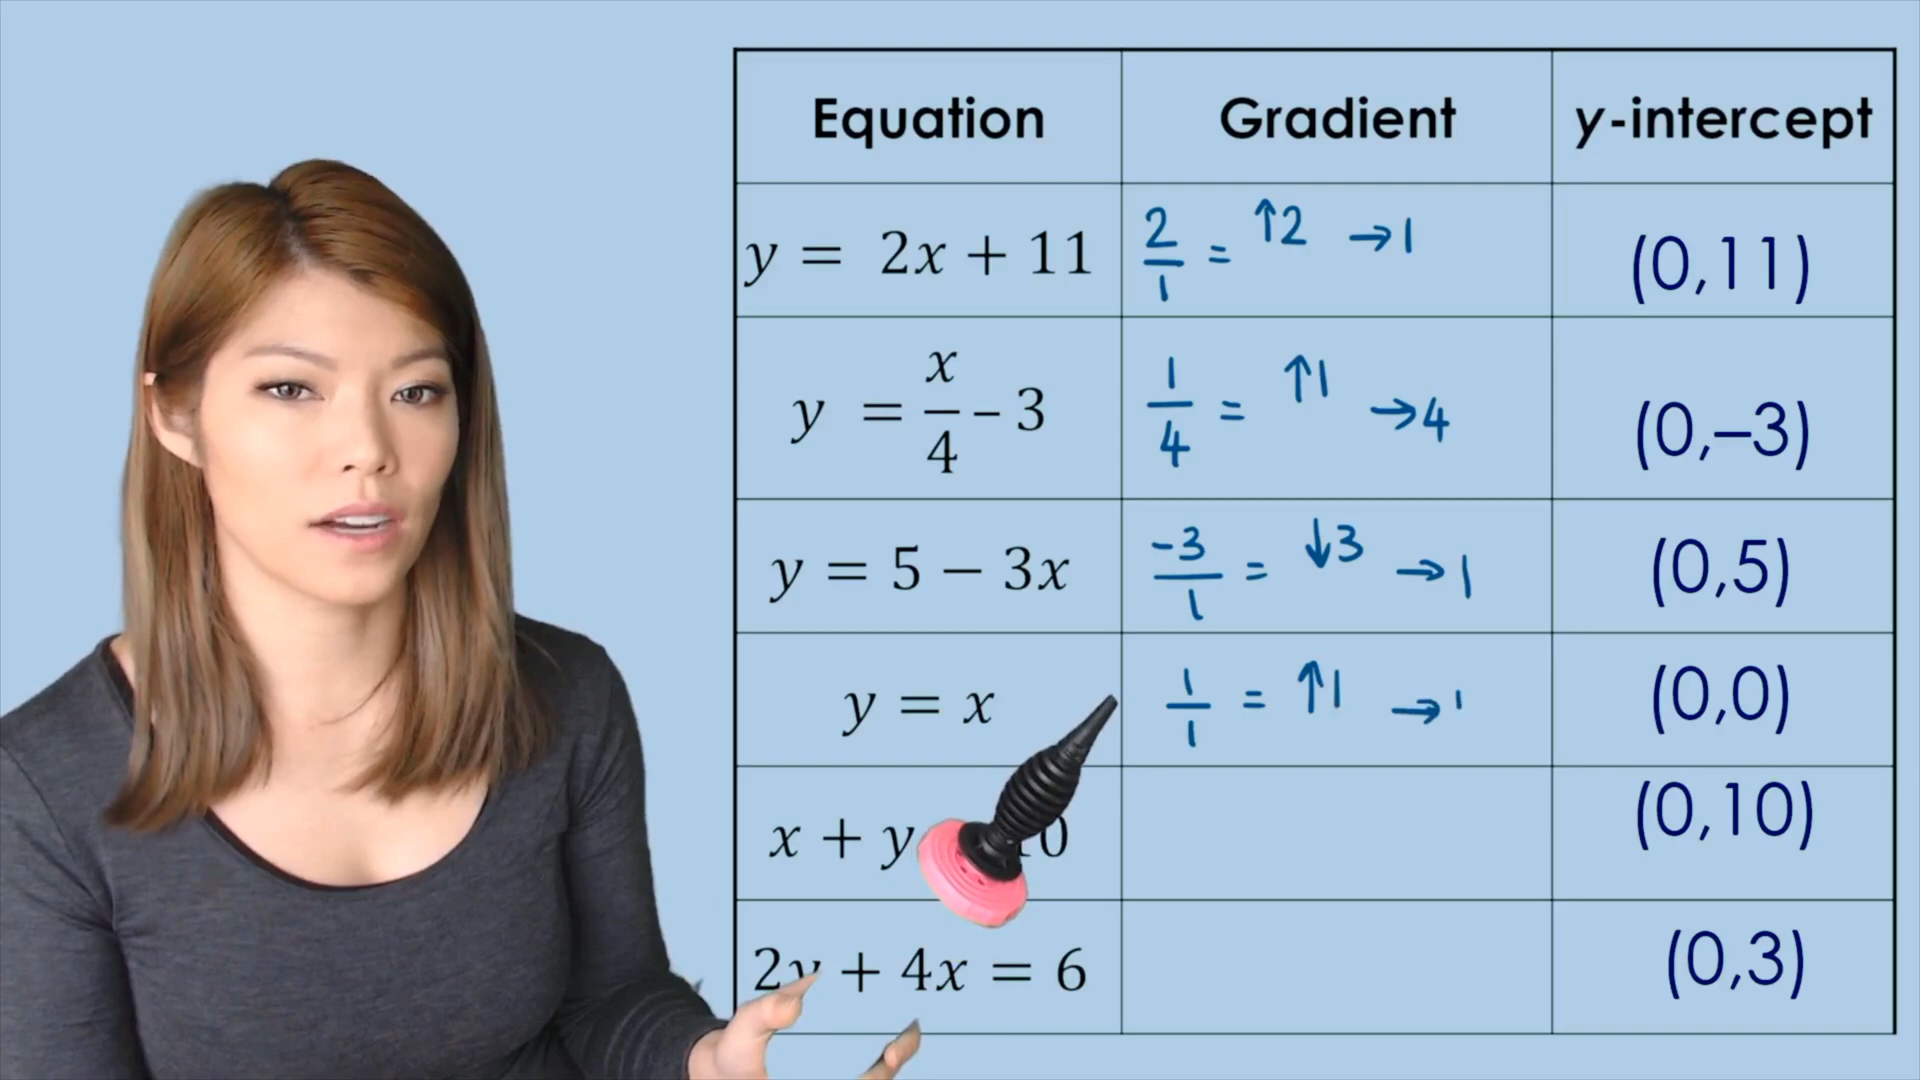 Equation Gradient y-intercept
y = 2x + 11 2/1 = ↑2 →1 (0,11)
y = x/4 – 3 1/4 = ↑1 →4 (0,–3)
y = 5 − 3x -3/1 = ↓3 →1 (0,5)
y = x 1/1 = ↑1 →1 (0,0)
x + y 0 (0,10)
2y + 4x = 6 (0,3)